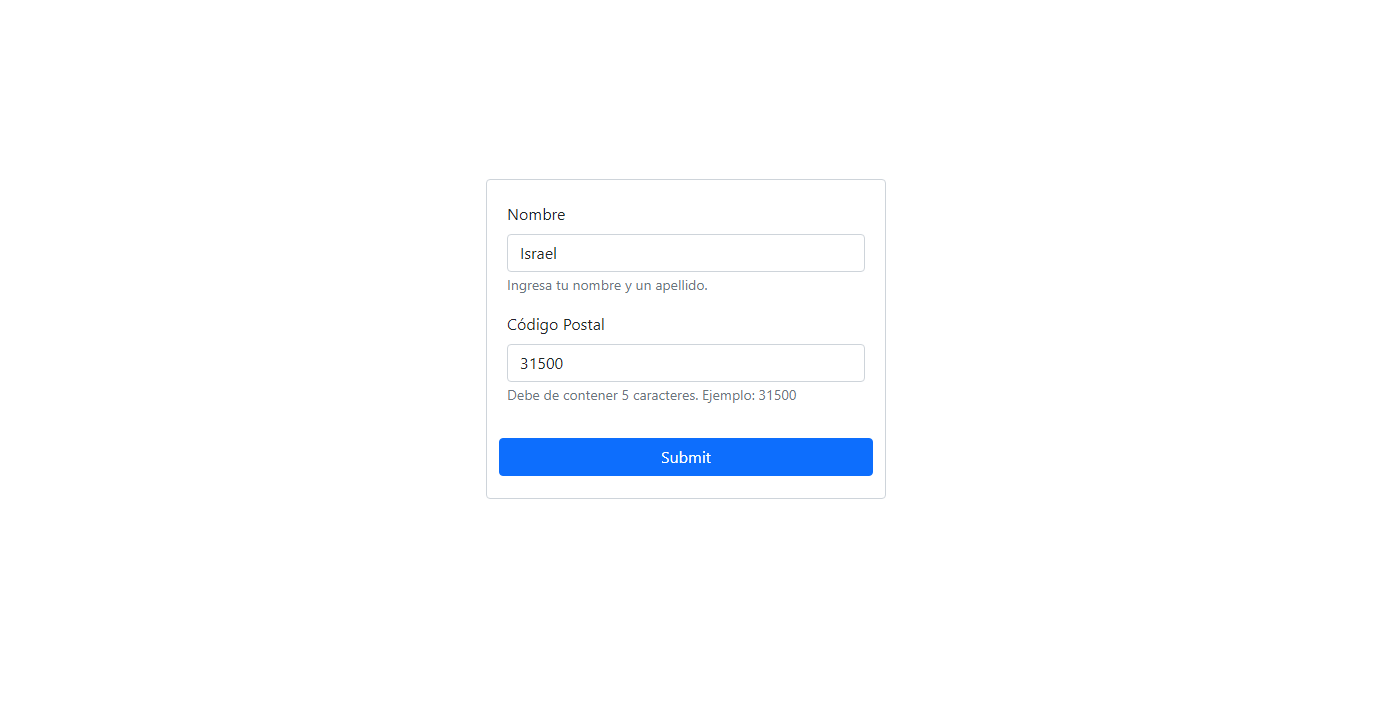 Nombre
Israel
Ingresa tu nombre y un apellido.
Código Postal
31500
Debe de contener 5 caracteres. Ejemplo: 31500
Submit